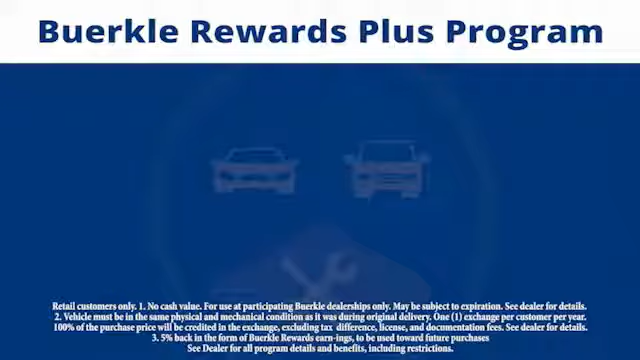 Buerkle Rewards Plus Program
Retail customers only. 1. No cash value. For use at participating Buerkle dealerships only. May be subject to expiration. See dealer for details.
2. Vehicle must be in the same physical and mechanical condition as it was during original delivery. One (1) exchange per customer per year.
100% of the purchase price will be credited in the exchange, excluding tax difference, license, and documentation fees. See dealer for details.
3. 5% back in the form of Buerkle Rewards earn-ings, to be used toward future purchases
See Dealer for all program details and benefits, including restrictions.